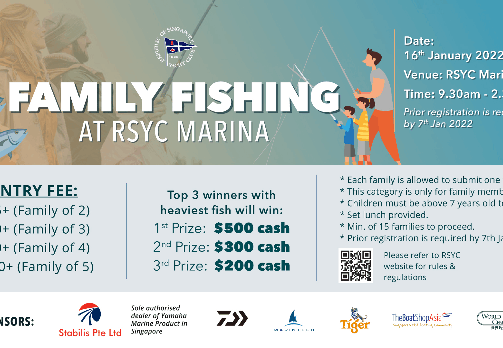 Date:
16th January 2022
Venue: RSYC Mari
Time: 9.30am - 2.
Prior registration is re
by 7th Jan 2022
FAMILY FISHING
AT RSYC MARINA
NTRY FEE:
+ (Family of 2)
+ (Family of 3)
+ (Family of 4)
0+ (Family of 5)
Top 3 winners with
heaviest fish will win:
1st Prize: $500 cash
2nd Prize: $300 cash
3rd Prize: $200 cash
* Each family is allowed to submit one
* This category is only for family memb
* Children must be above 7 years old t
* Set lunch provided.
* Min. of 15 families to proceed.
* Prior registration is required by 7th Ja
Please refer to RSYC
website for rules &
regulations
NSORS:
Stabilis Pte Ltd
Sole authorised
dealer of Yamaha
Marine Product in
Singapore
Tiger
TheBoatShopAsia
WORLD